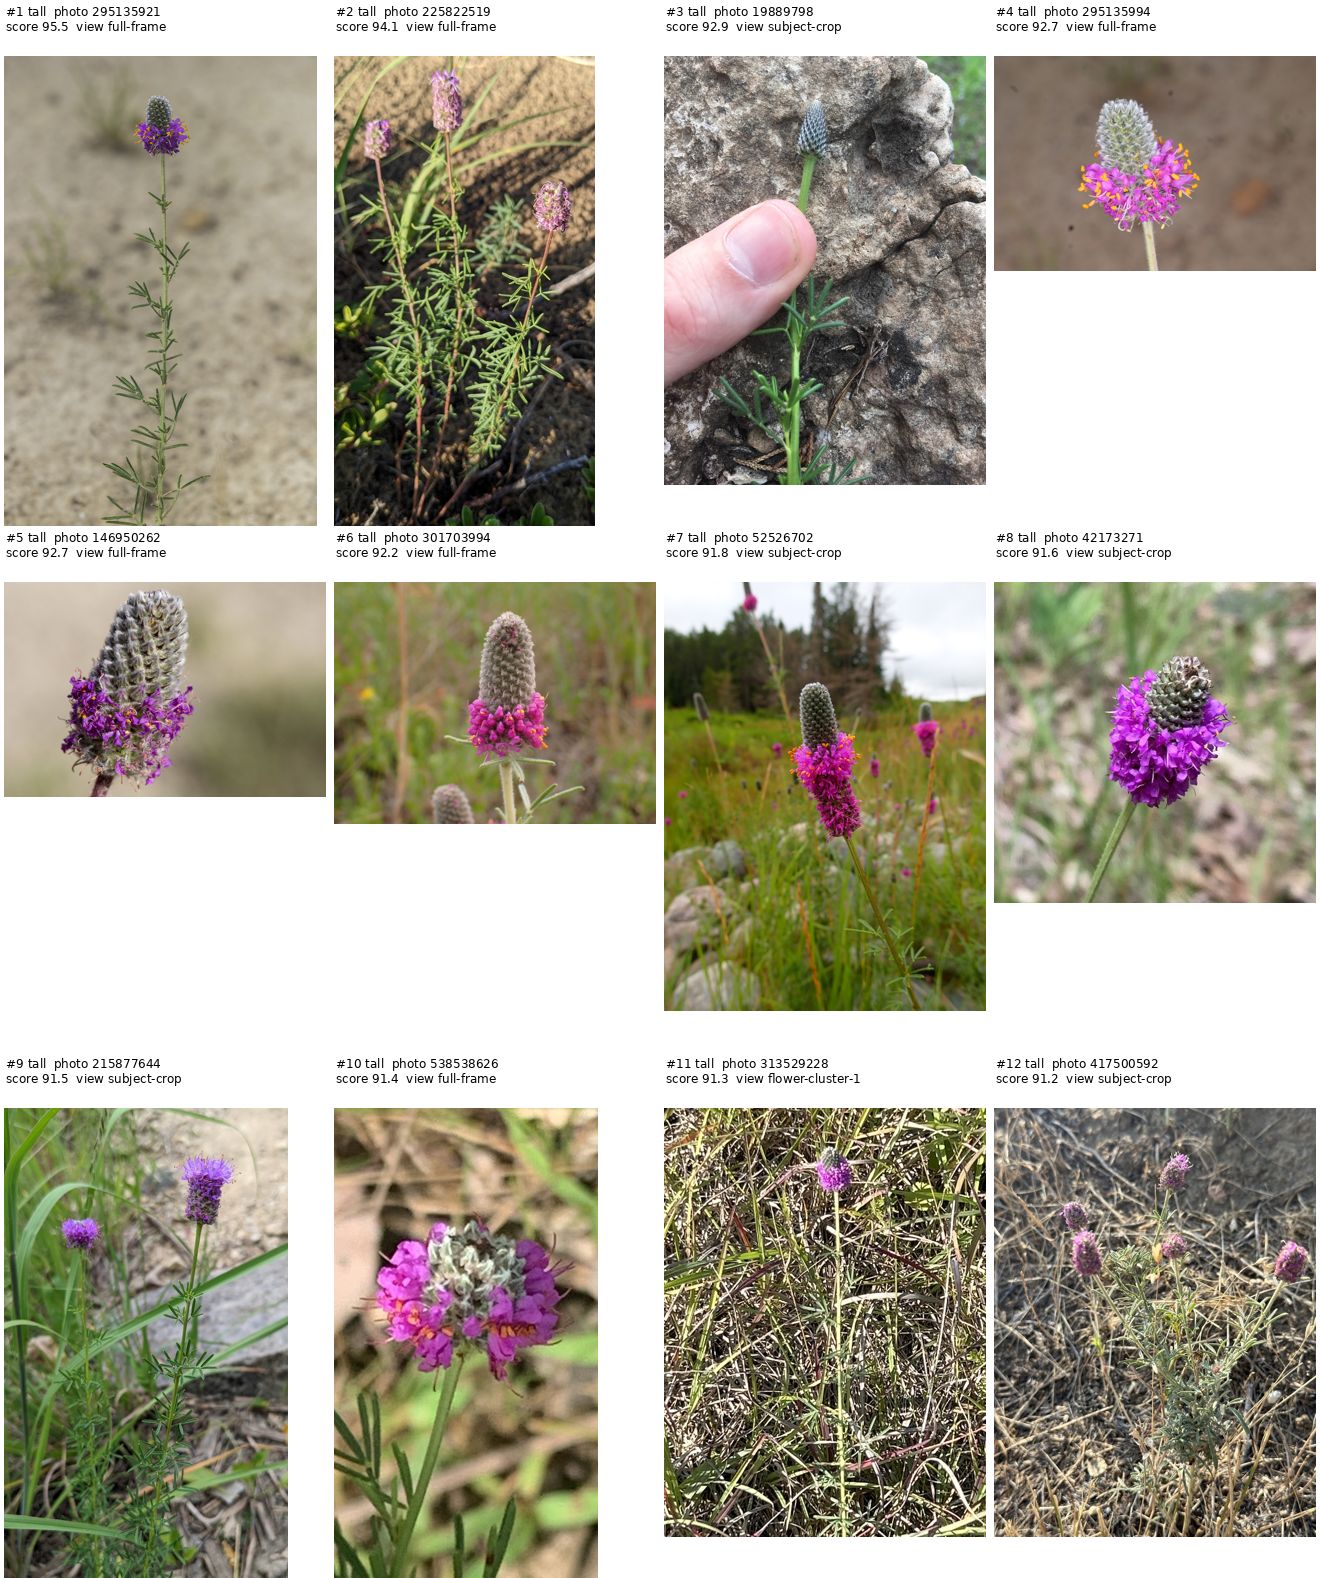 #1 tall  photo 295135921
score 95.5  view full-frame
#2 tall  photo 225822519
score 94.1  view full-frame
#3 tall  photo 19889798
score 92.9  view subject-crop
#4 tall  photo 295135994
score 92.7  view full-frame
#5 tall  photo 146950262
score 92.7  view full-frame
#6 tall  photo 301703994
score 92.2  view full-frame
#7 tall  photo 52526702
score 91.8  view subject-crop
#8 tall  photo 42173271
score 91.6  view subject-crop
#9 tall  photo 215877644
score 91.5  view subject-crop
#10 tall  photo 538538626
score 91.4  view full-frame
#11 tall  photo 313529228
score 91.3  view flower-cluster-1
#12 tall  photo 417500592
score 91.2  view subject-crop